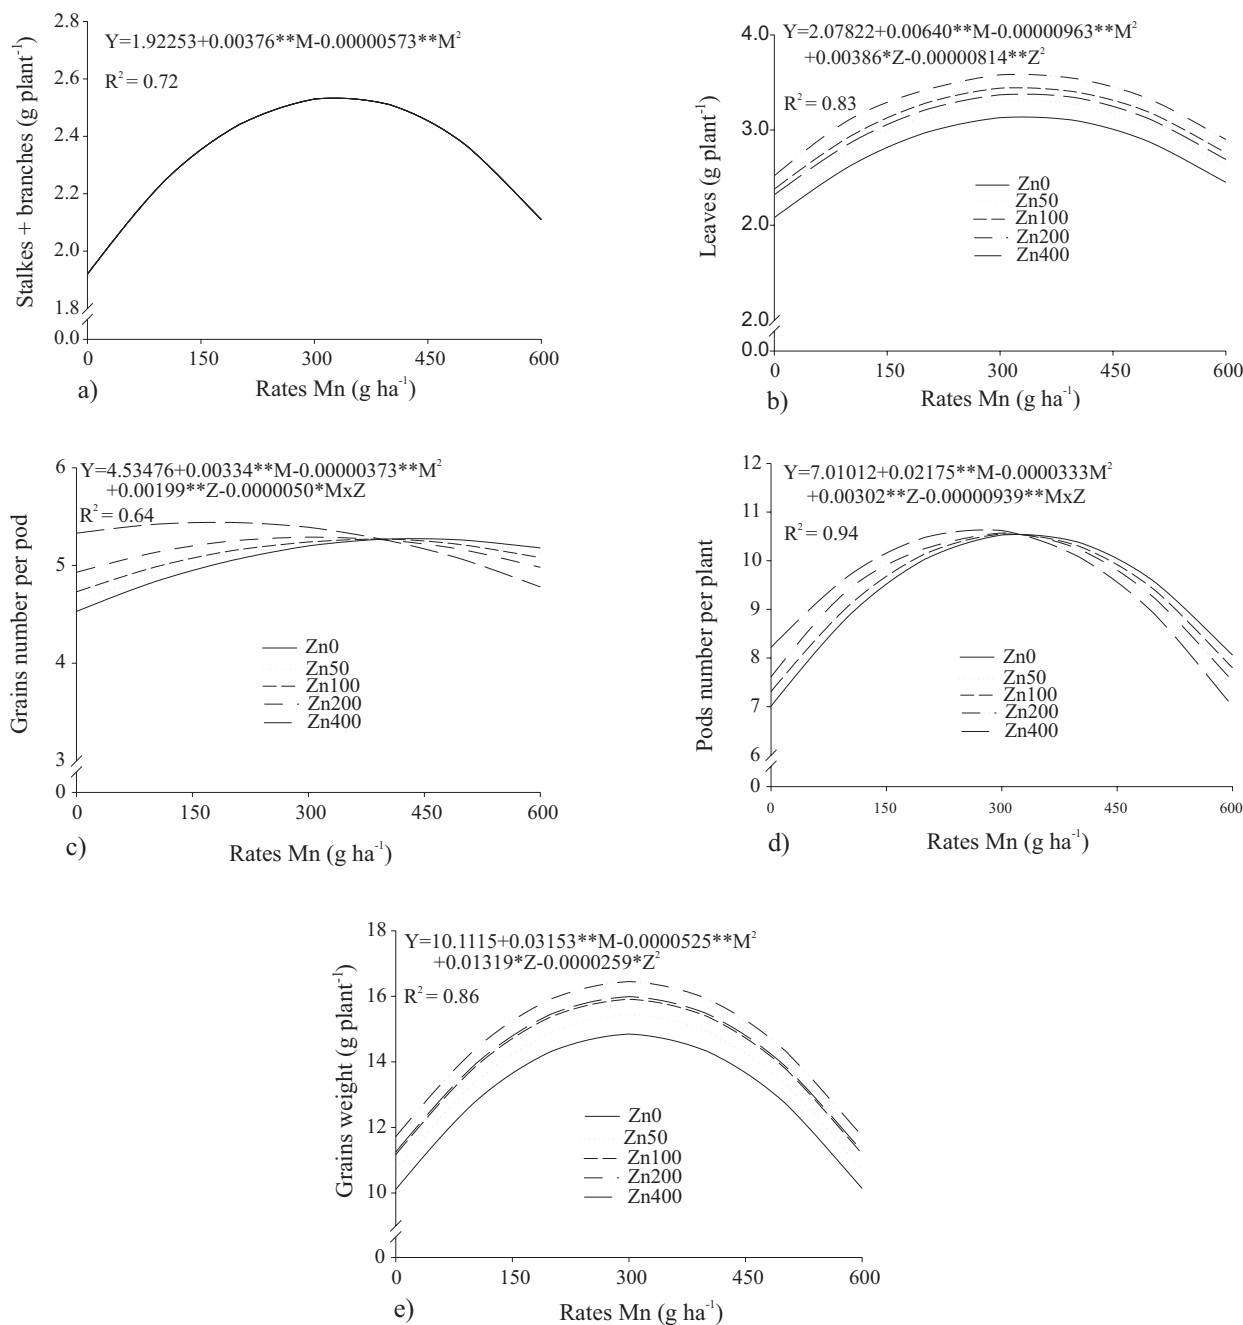 Y=1.92253+0.00376**M-0.00000573**M²
R² = 0.72
Stalkes + branches (g plant⁻¹)
2.8
2.6
2.4
2.2
2.0
1.8
0.0
0 150 300 450 600
Rates Mn (g ha⁻¹)
a)
Y=2.07822+0.00640**M-0.00000963**M²
+0.00386*Z-0.00000814**Z²
R² = 0.83
Leaves (g plant⁻¹)
4.0
3.0
2.0
2.0
0.0
Zn0
Zn50
Zn100
Zn200
Zn400
0 150 300 450 600
Rates Mn (g ha⁻¹)
b)
Y=4.53476+0.00334**M-0.00000373**M²
+0.00199**Z-0.0000050*MxZ
R² = 0.64
Grains number per pod
6
5
4
3
0
Zn0
Zn50
Zn100
Zn200
Zn400
0 150 300 450 600
Rates Mn (g ha⁻¹)
c)
Y=7.01012+0.02175**M-0.0000333M²
+0.00302**Z-0.00000939**MxZ
R² = 0.94
Pods number per plant
12
11
10
9
8
7
6
0
Zn0
Zn50
Zn100
Zn200
Zn400
0 150 300 450 600
Rates Mn (g ha⁻¹)
d)
Y=10.1115+0.03153**M-0.0000525**M²
+0.01319*Z-0.0000259*Z²
R² = 0.86
Grains weight (g plant⁻¹)
18
16
14
12
10
0
Zn0
Zn50
Zn100
Zn200
Zn400
0 150 300 450 600
Rates Mn (g ha⁻¹)
e)